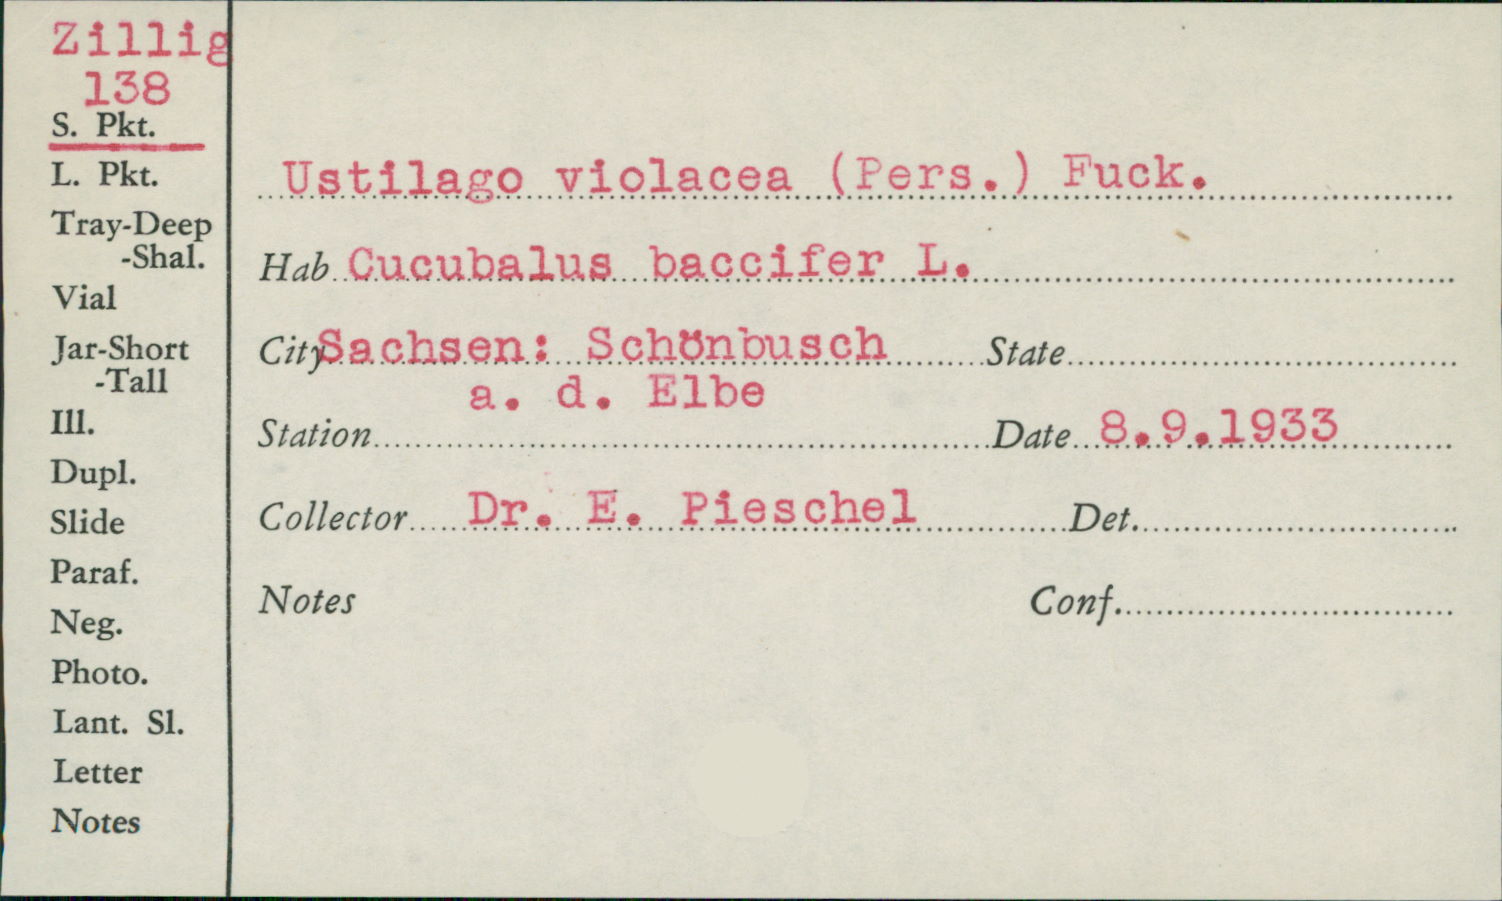 Zillig
138
S. Pkt.
L. Pkt.
Tray-Deep
-Shal.
Vial
Jar-Short
-Tall
Ill.
Dupl.
Slide
Paraf.
Neg.
Photo.
Lant. Sl.
Letter
Notes
Ustilago violacea (Pers.) Fuck.
Hab Cucubalus baccifer L.
City Sachsen: Schönbusch State
a. d. Elbe
Station Date 8.9.1933
Collector Dr. E. Pieschel Det.
Notes Conf.